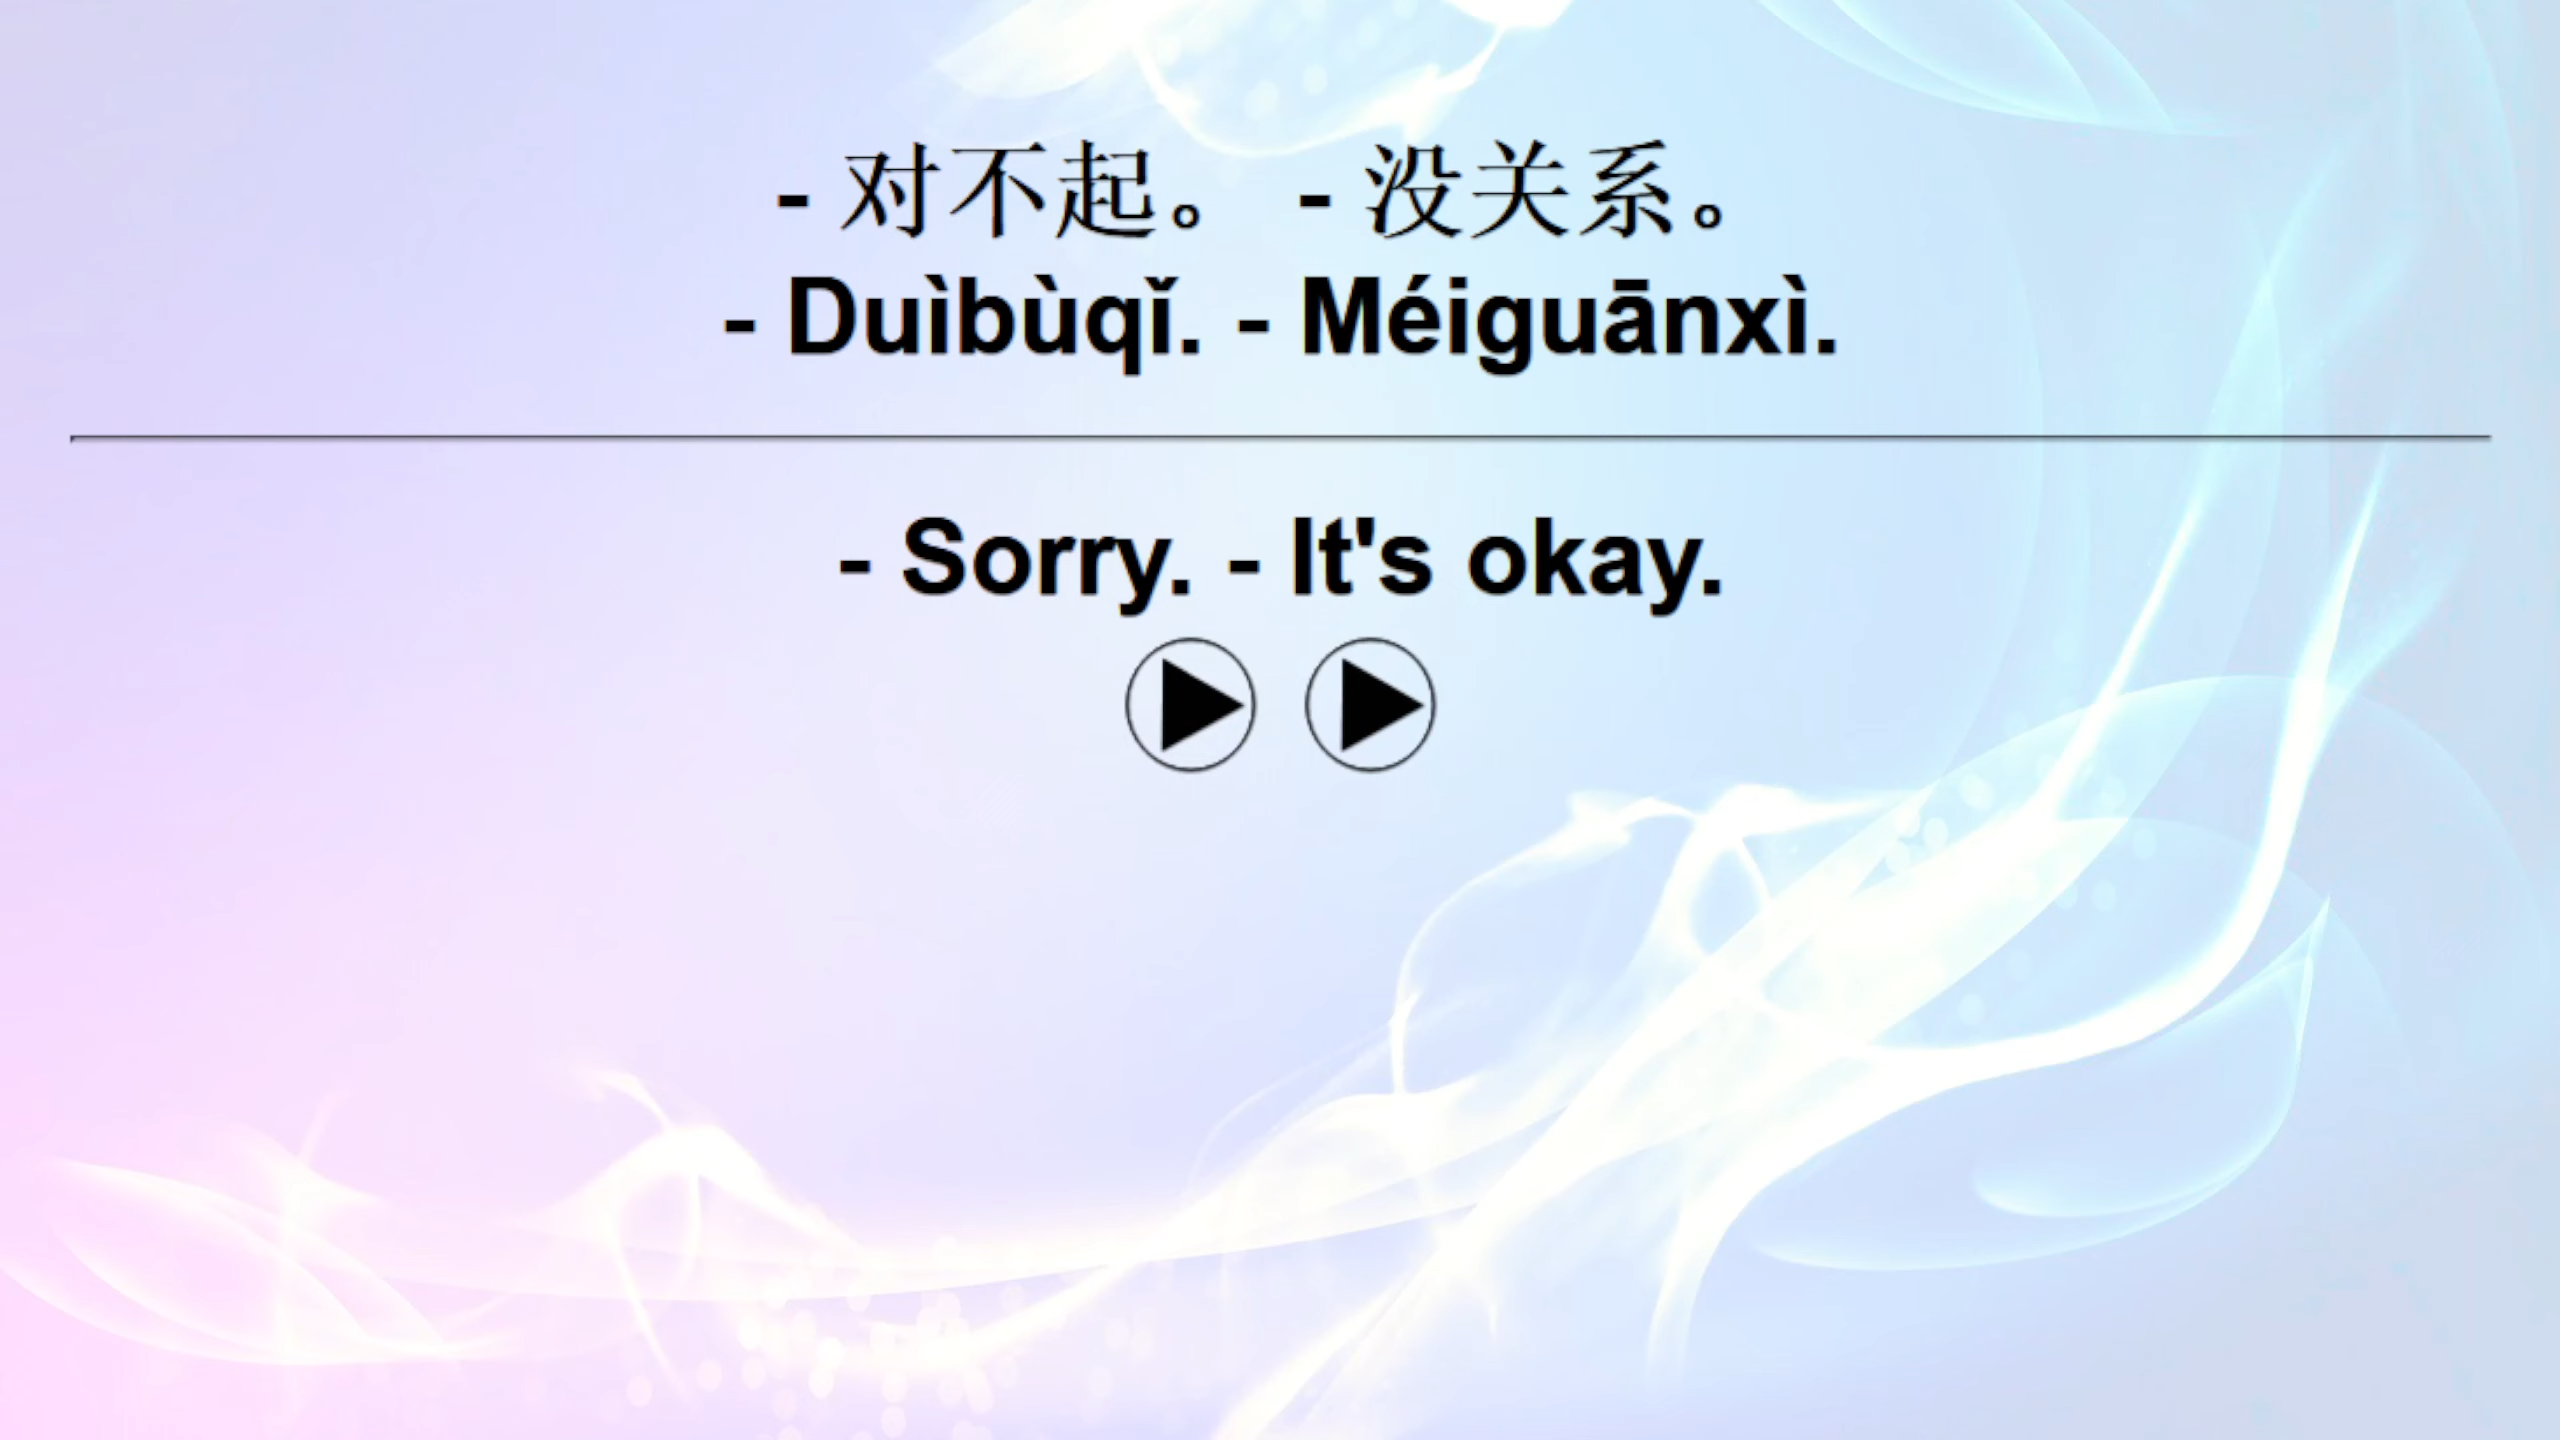 - 对不起。 - 没关系。
- Duìbùqǐ. - Méiguānxì.
- Sorry. - It's okay.